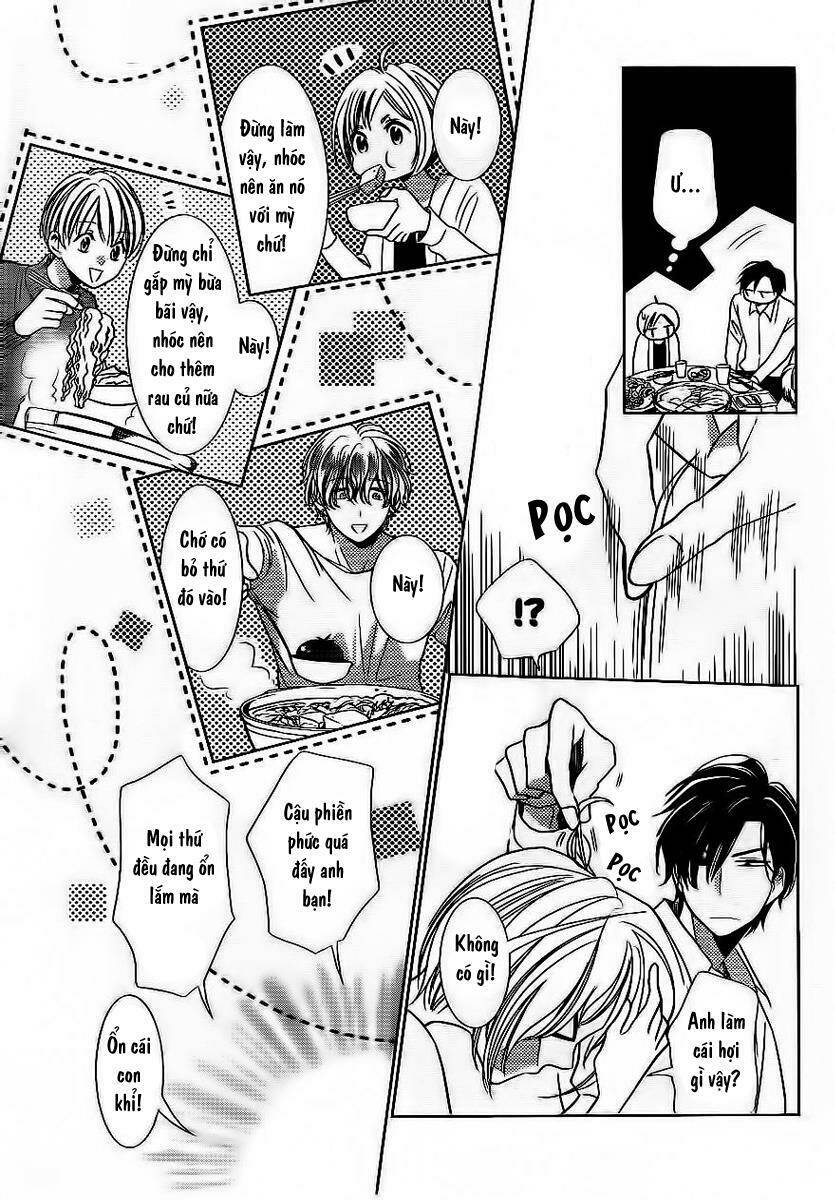 Ư...
PỌC
!?
PỌC
PỌC
Không
có gì!
Anh làm
cái hợi
gì vậy?
Này!
Đừng làm
vậy, nhóc
nên ăn nó
với mỳ
chứ!
Này!
Đừng chỉ
gắp mỳ bừa
bãi vậy,
nhóc nên
cho thêm
rau củ nữa
chứ!
Này!
Chớ có
bỏ thứ
đó vào!
Cậu phiền
phức quá
đấy anh
bạn!
Mọi thứ
đều đang ổn
lắm mà
Ổn cái
con
khỉ!